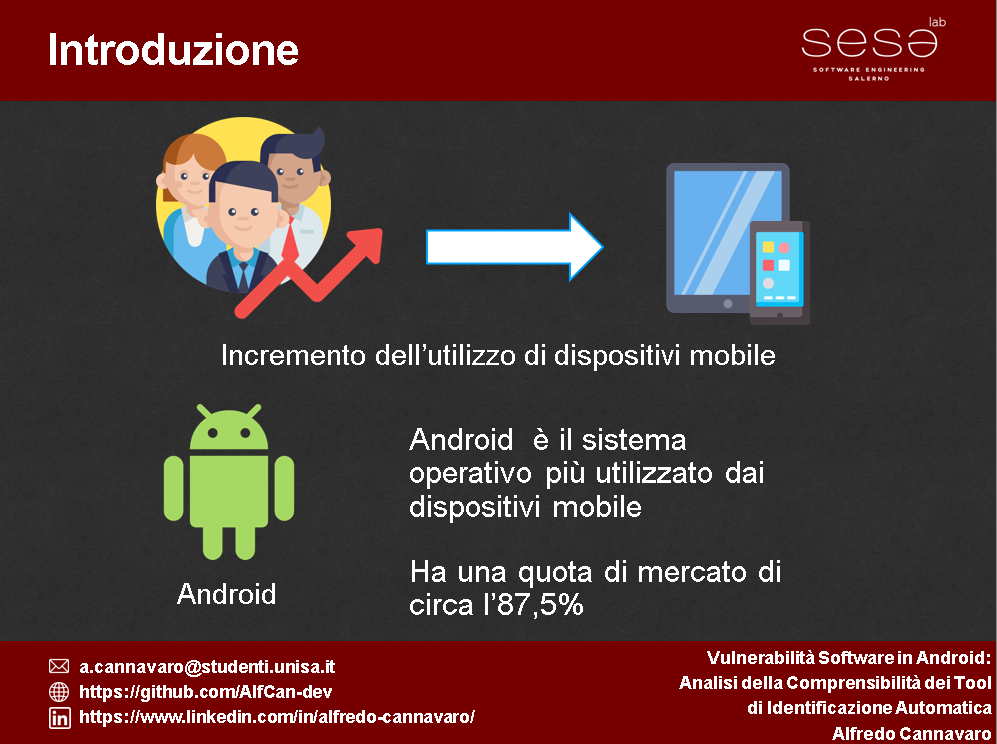 Introduzione
lab
sesa
SOFTWARE ENGINEERING
SALERNO
Incremento dell’utilizzo di dispositivi mobile
Android è il sistema
operativo più utilizzato dai
dispositivi mobile
Ha una quota di mercato di
circa l’87,5%
Android
a.cannavaro@studenti.unisa.it
https://github.com/AlfCan-dev
https://www.linkedin.com/in/alfredo-cannavaro/
Vulnerabilità Software in Android:
Analisi della Comprensibilità dei Tool
di Identificazione Automatica
Alfredo Cannavaro